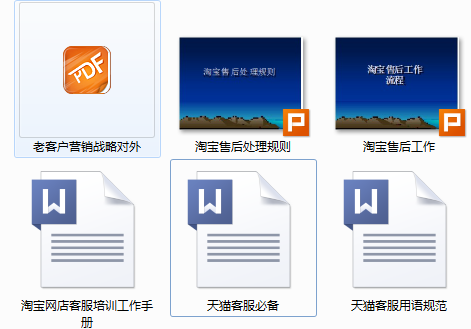 PDF
淘宝售后处理规则
淘宝售后工作
流程
P
P
老客户营销战略对外
淘宝售后处理规则
淘宝售后工作
W
W
W
淘宝网店客服培训工作手
册
天猫客服必备
天猫客服用语规范